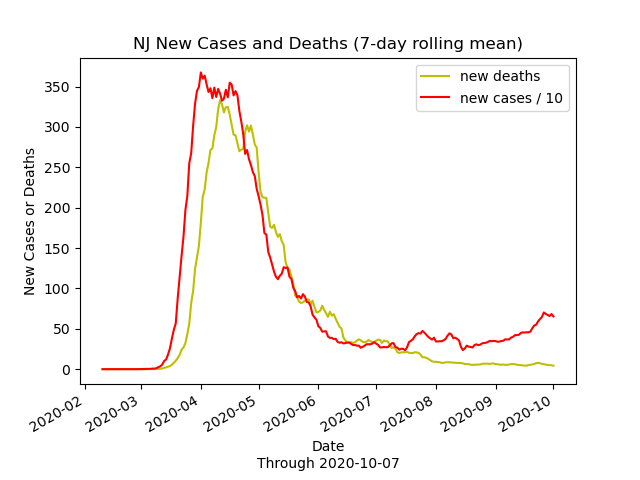 NJ New Cases and Deaths (7-day rolling mean)
new deaths
new cases / 10
New Cases or Deaths
350
300
250
200
150
100
50
0
2020-02
2020-03
2020-04
2020-05
2020-06
2020-07
2020-08
2020-09
2020-10
Date
Through 2020-10-07